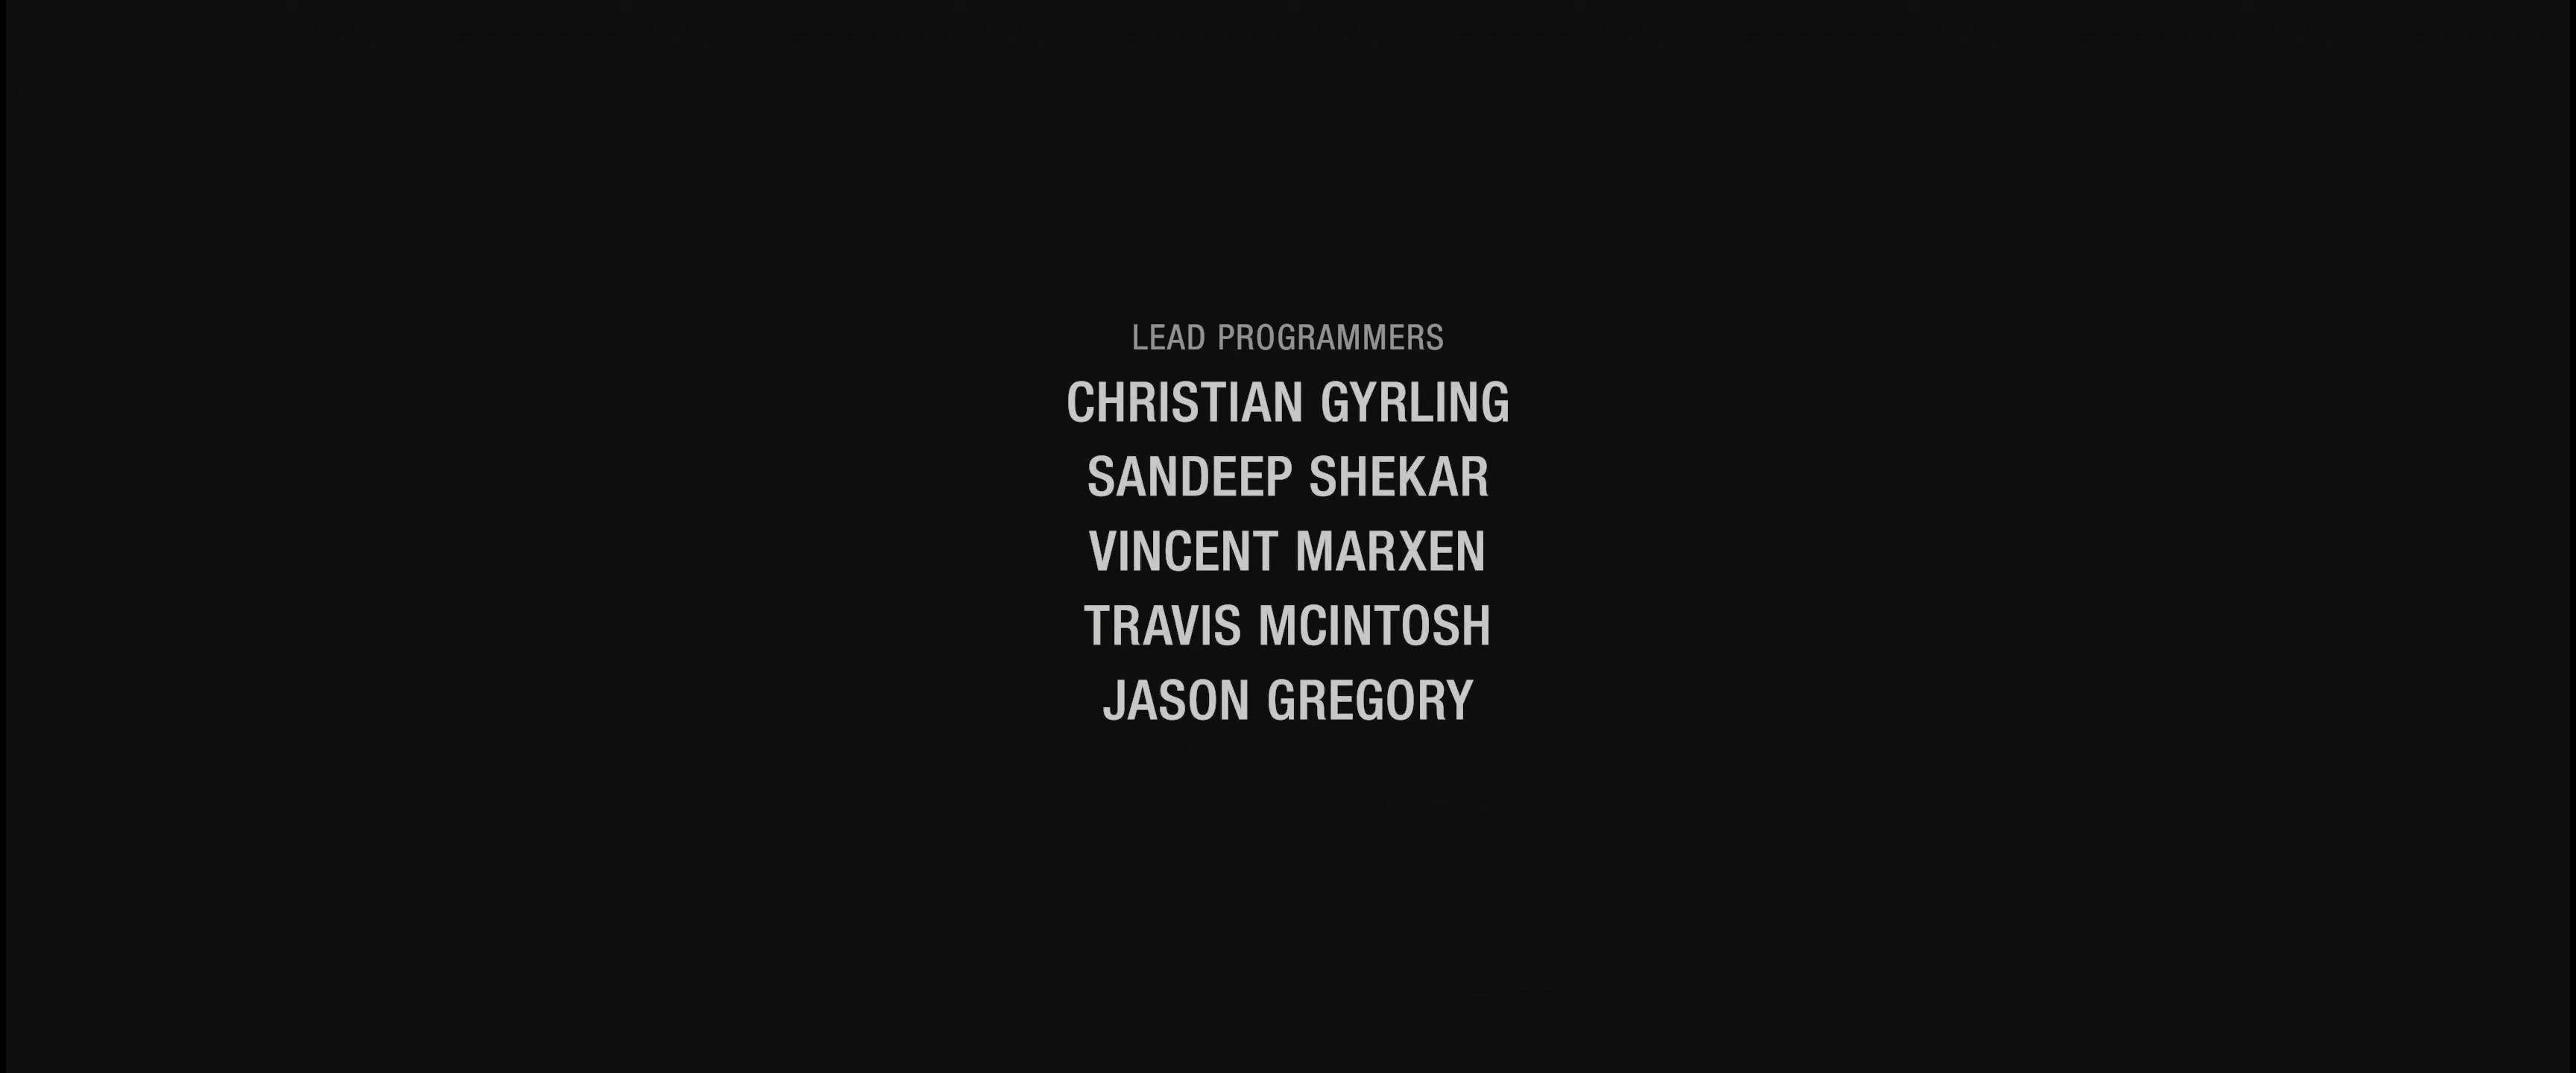 LEAD PROGRAMMERS
CHRISTIAN GYRLING
SANDEEP SHEKAR
VINCENT MARXEN
TRAVIS MCINTOSH
JASON GREGORY